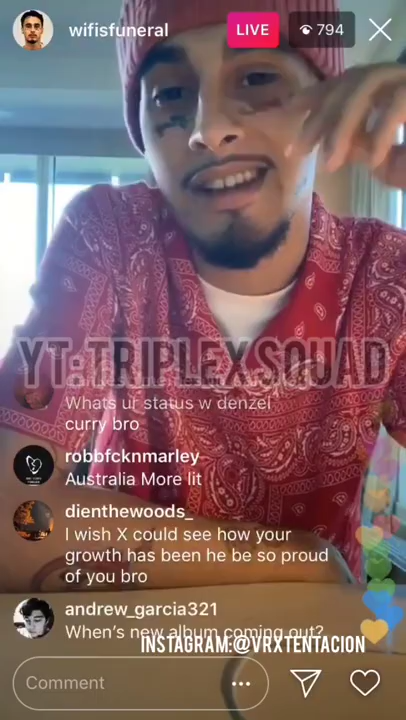 wifisfuneral
LIVE
794
YT: TRIPLEXSQUAD
Whats ur status w denzel
curry bro
robbfcknmarley
Australia More lit
dienthewoods_
I wish X could see how your
growth has been he be so proud
of you bro
andrew_garcia321
When's new album coming out?
INSTAGRAM:@VRXTENTACION
Comment